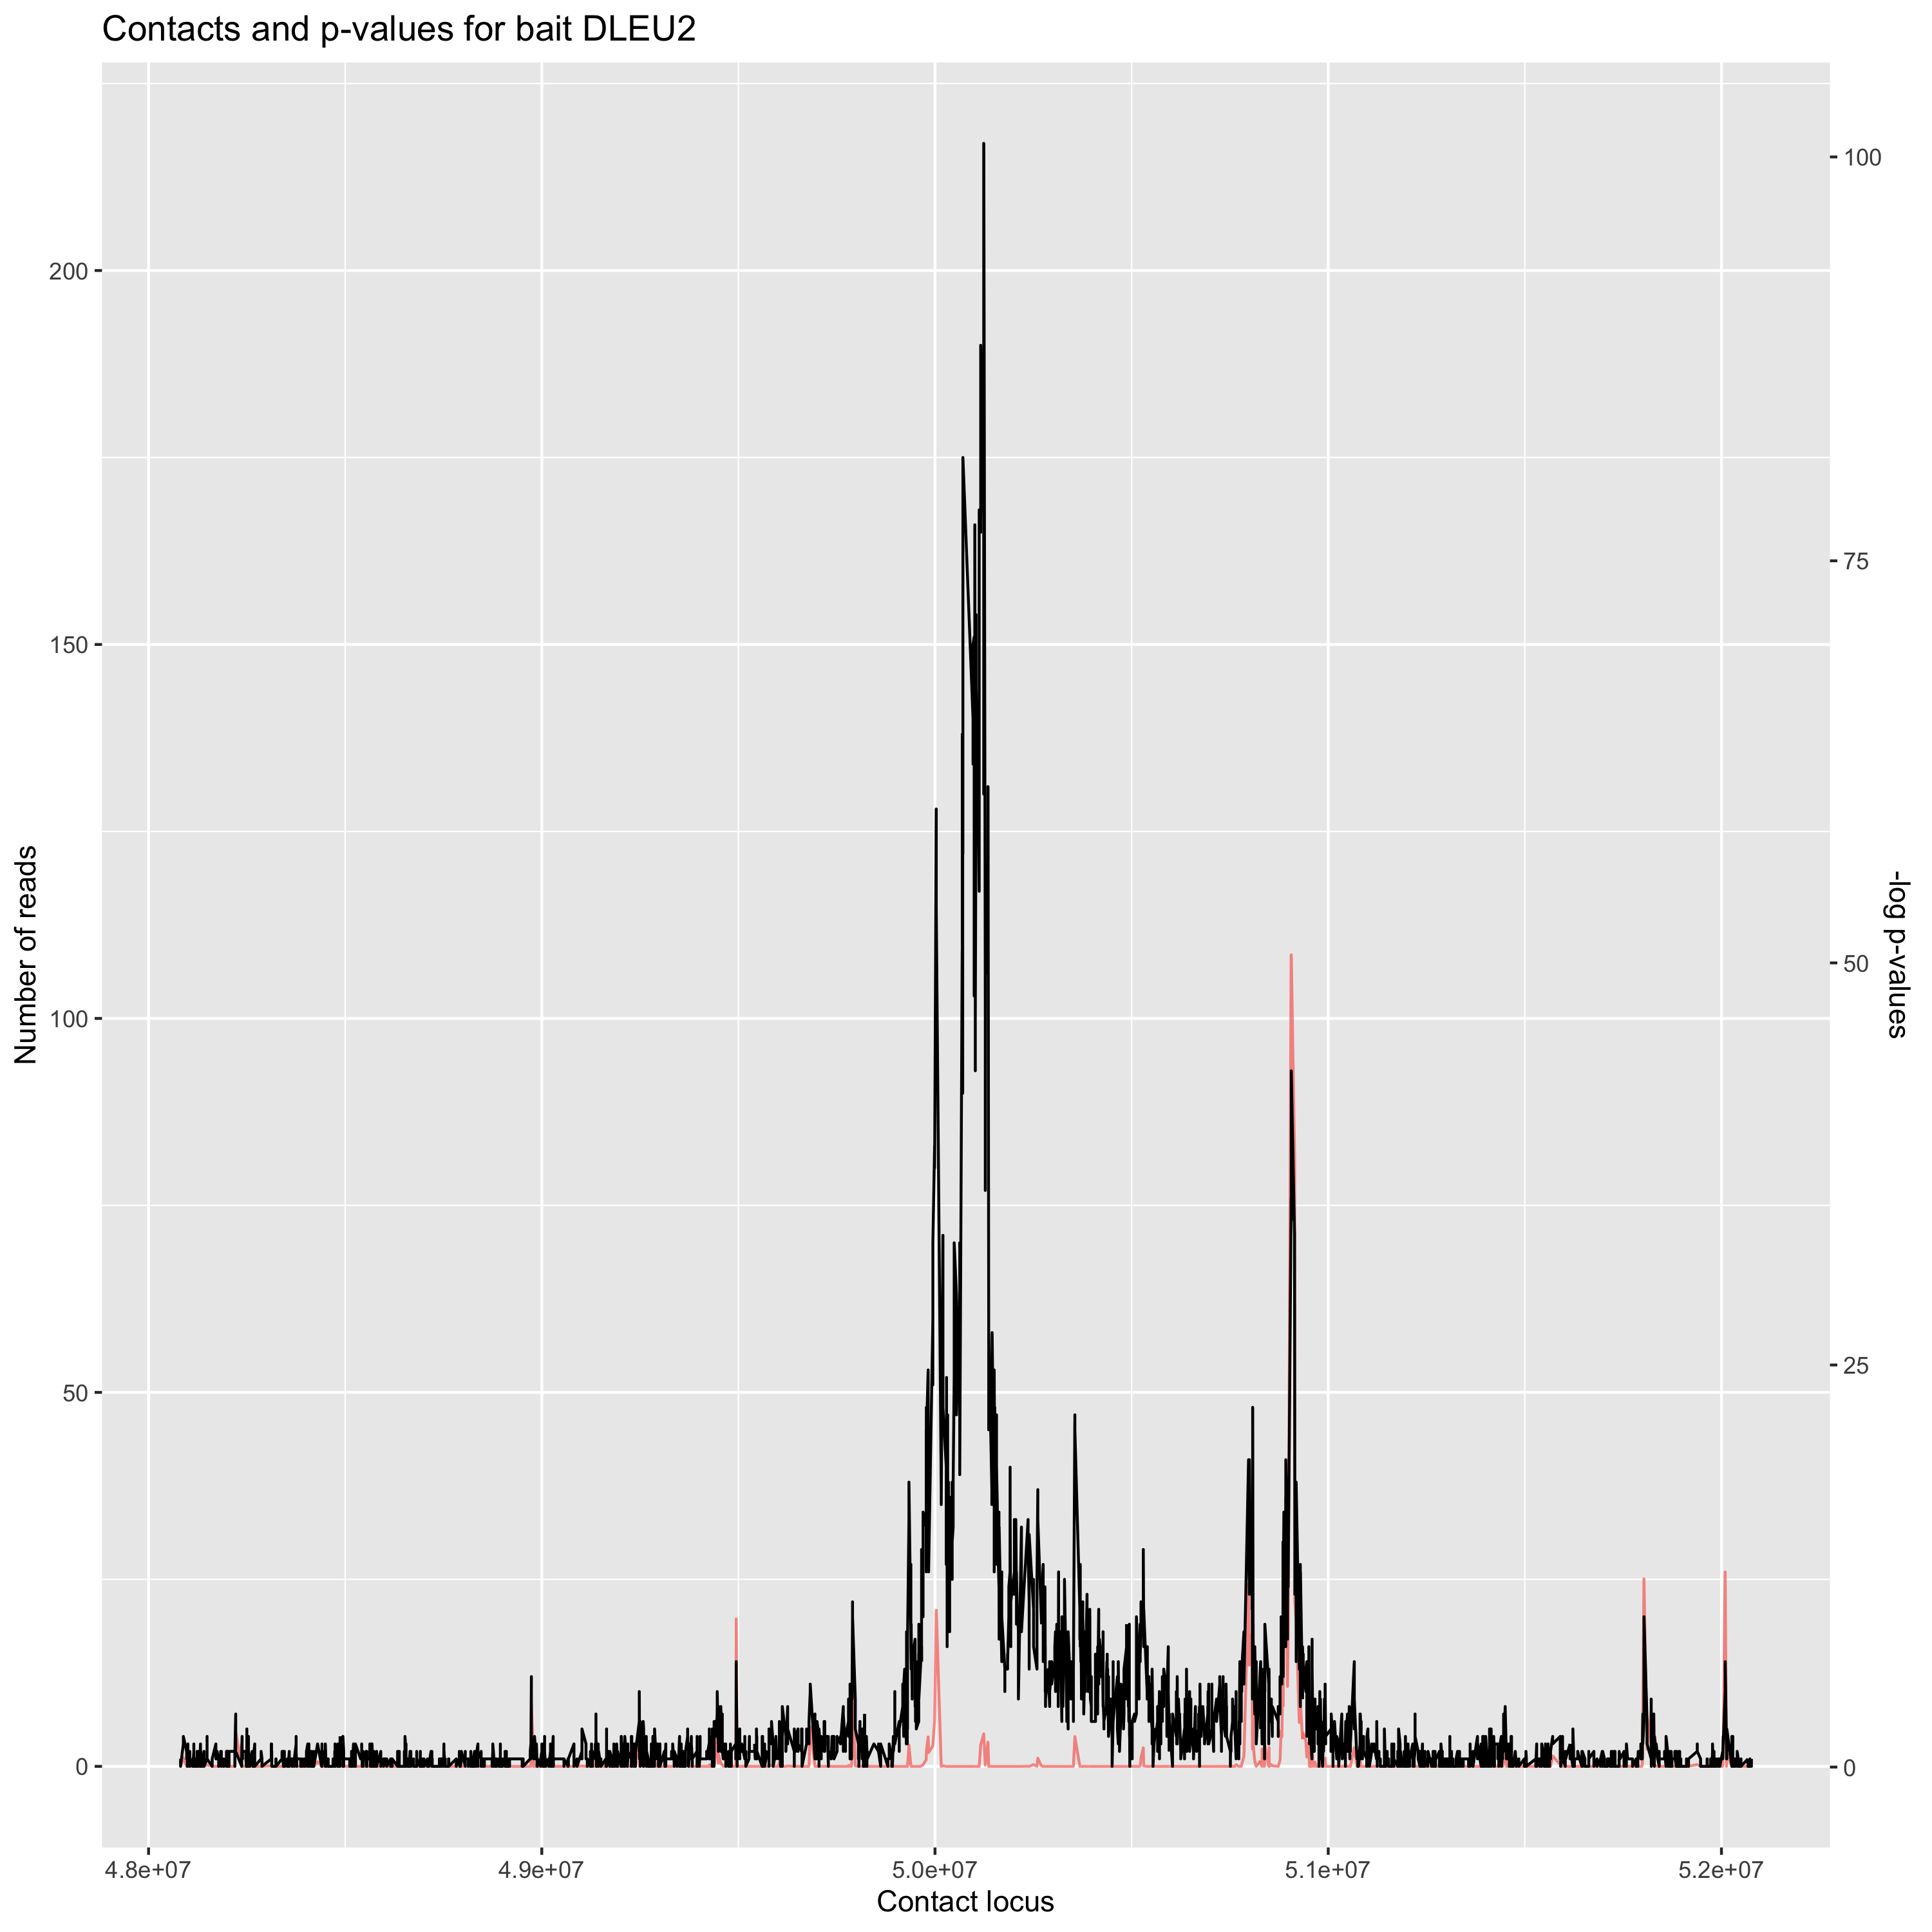 Contacts and p-values for bait DLEU2
Number of reads
200
150
100
50
0
-log p-values
100
75
50
25
0
4.8e+07
4.9e+07
5.0e+07
5.1e+07
5.2e+07
Contact locus